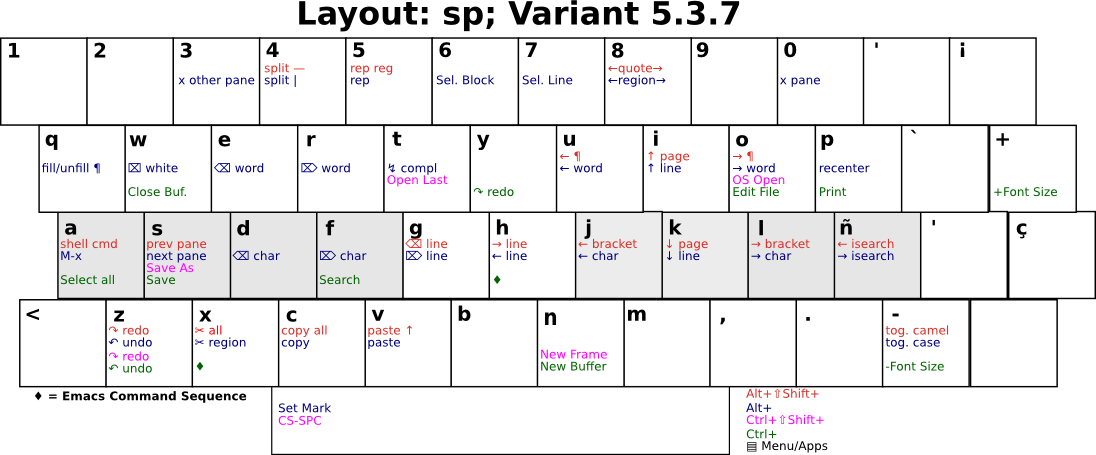 Layout: sp; Variant 5.3.7
1 2 3 4 5 6 7 8 9 0 ' ¡
split — rep reg ←quote→
x other pane split | rep Sel. Block Sel. Line ←region→ x pane
q w e r t y u i o p ` +
← ¶ ↑ page → ¶
fill/unfill ¶ ⌧ white ⌫ word ⌦ word ↯ compl ← word ↑ line → word recenter
Open Last OS Open
Close Buf. ↷ redo Edit File Print +Font Size
a s d f g h j k l ñ ' ç
shell cmd prev pane ⌫ line → line ← bracket ↓ page → bracket ← isearch
M-x next pane ⌫ char ⌦ char ⌦ line ← line ← char ↓ line → char → isearch
Save As
Select all Save Search ♦
< z x c v b n m , . -
↷ redo ✂ all copy all paste ↑ tog. camel
↶ undo ✂ region copy paste tog. case
↷ redo New Frame
↶ undo ♦ New Buffer -Font Size
♦ = Emacs Command Sequence
Set Mark
CS-SPC
Alt+⇧Shift+
Alt+
Ctrl+⇧Shift+
Ctrl+
▤ Menu/Apps